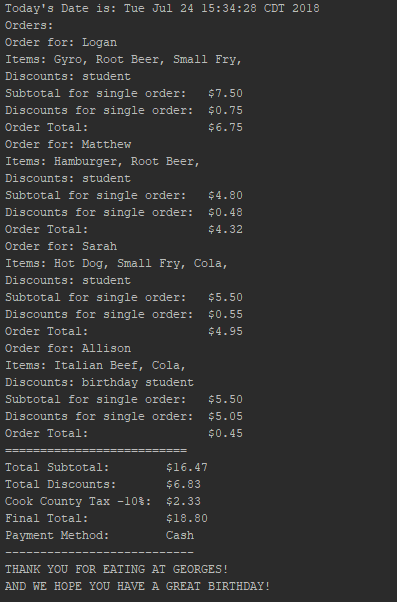 Today's Date is: Tue Jul 24 15:34:28 CDT 2018
Orders:
Order for: Logan
Items: Gyro, Root Beer, Small Fry,
Discounts: student
Subtotal for single order:   $7.50
Discounts for single order:  $0.75
Order Total:                 $6.75
Order for: Matthew
Items: Hamburger, Root Beer,
Discounts: student
Subtotal for single order:   $4.80
Discounts for single order:  $0.48
Order Total:                 $4.32
Order for: Sarah
Items: Hot Dog, Small Fry, Cola,
Discounts: student
Subtotal for single order:   $5.50
Discounts for single order:  $0.55
Order Total:                 $4.95
Order for: Allison
Items: Italian Beef, Cola,
Discounts: birthday student
Subtotal for single order:   $5.50
Discounts for single order:  $5.05
Order Total:                 $0.45
==========================
Total Subtotal:        $16.47
Total Discounts:       $6.83
Cook County Tax -10%:  $2.33
Final Total:           $18.80
Payment Method:        Cash
---------------------------
THANK YOU FOR EATING AT GEORGES!
AND WE HOPE YOU HAVE A GREAT BIRTHDAY!